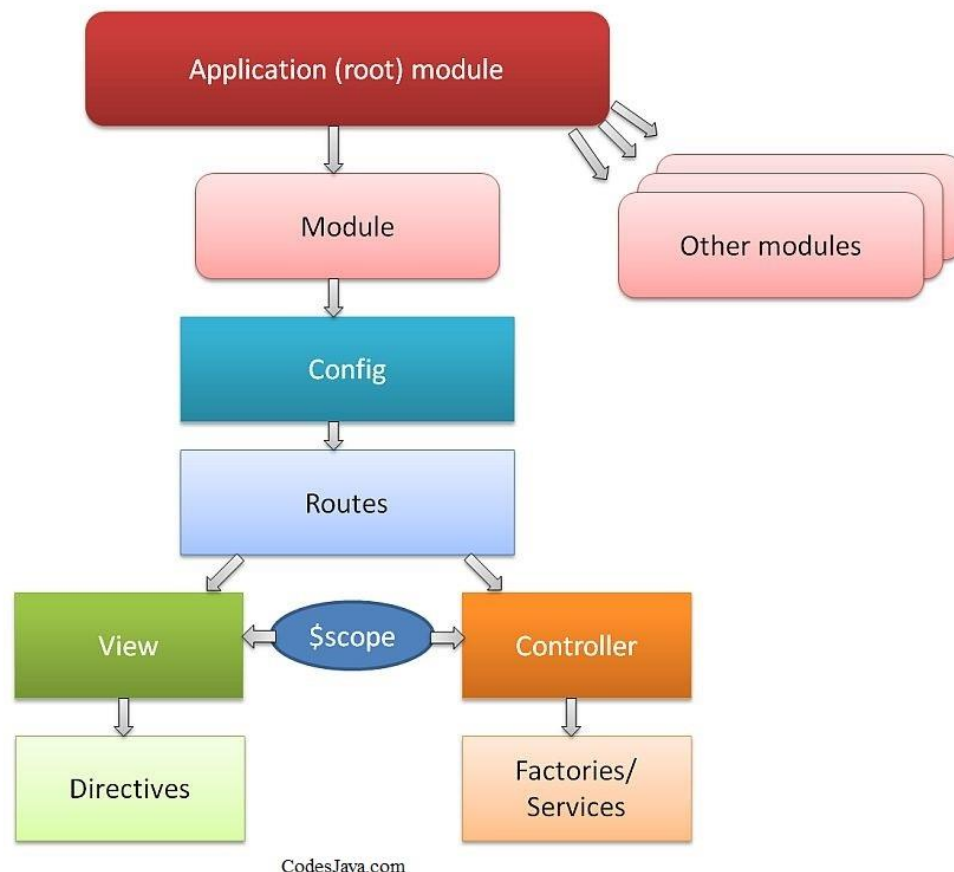 Application (root) module
Module
Other modules
Config
Routes
View
$scope
Controller
Directives
Factories/
Services
CodesJava.com